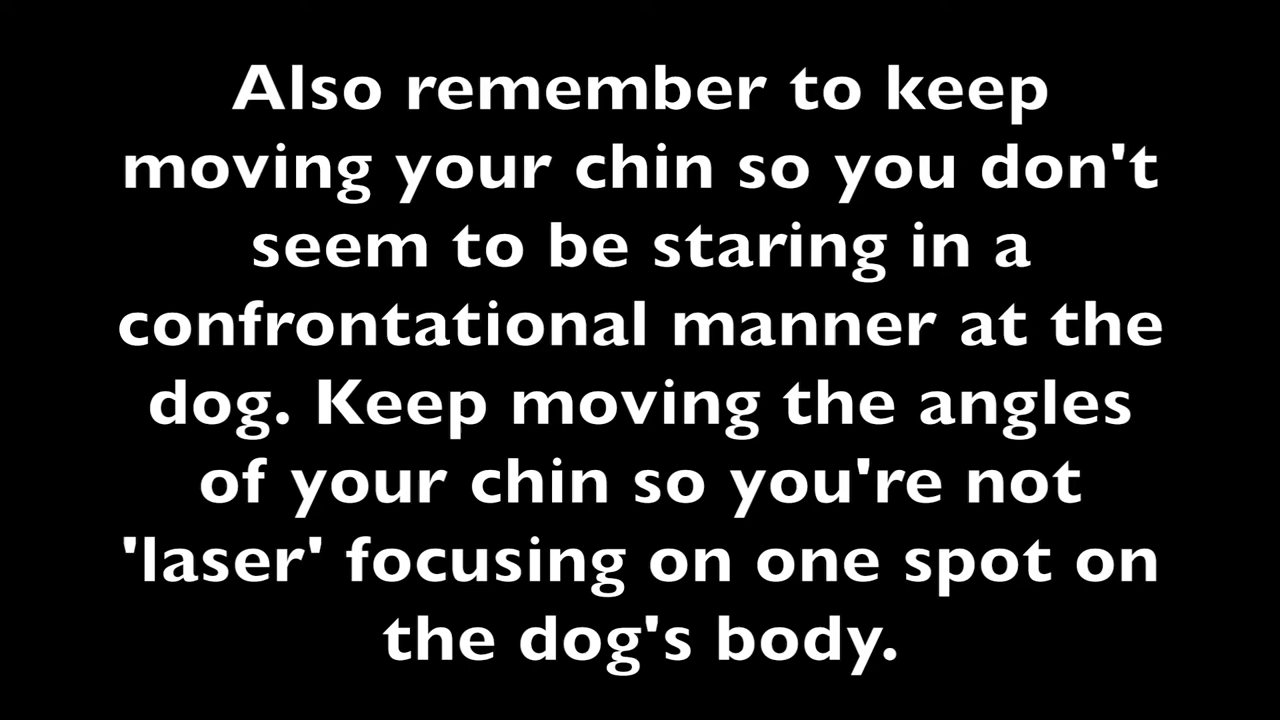 Also remember to keep
moving your chin so you don't
seem to be staring in a
confrontational manner at the
dog. Keep moving the angles
of your chin so you're not
'laser' focusing on one spot on
the dog's body.